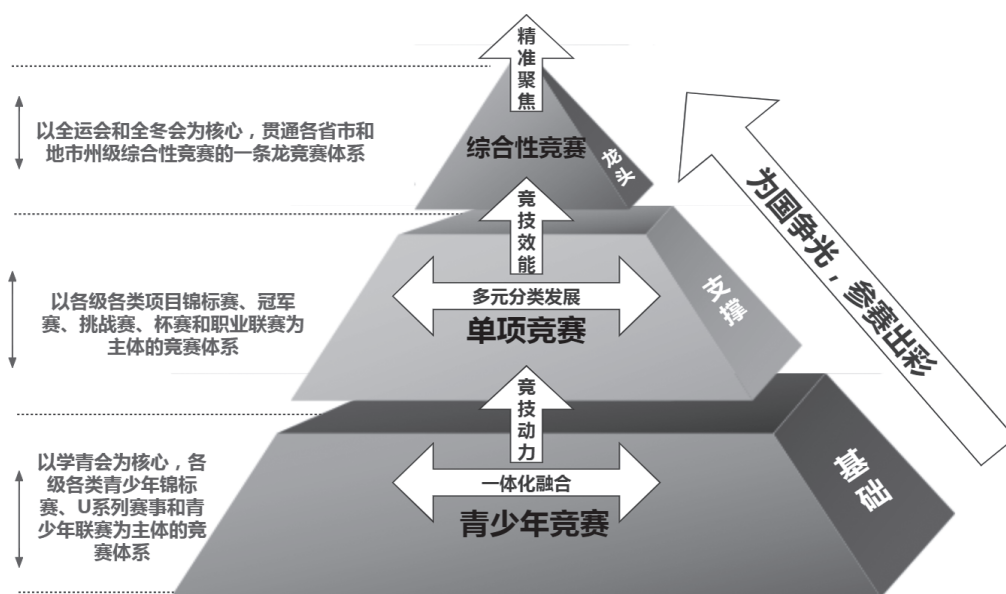 精准聚焦
以全运会和全冬会为核心，贯通各省市和
地市州级综合性竞赛的一条龙竞赛体系
综合性竞赛
龙头
竞技效能
为国争光，参赛出彩
以各级各类项目锦标赛、冠军
赛、挑战赛、杯赛和职业联赛为
主体的竞赛体系
多元分类发展
单项竞赛
支撑
竞技动力
以学青会为核心，各
级各类青少年锦标
赛、U系列赛事和青
少年联赛为主体的竞
赛体系
一体化融合
青少年竞赛
基础